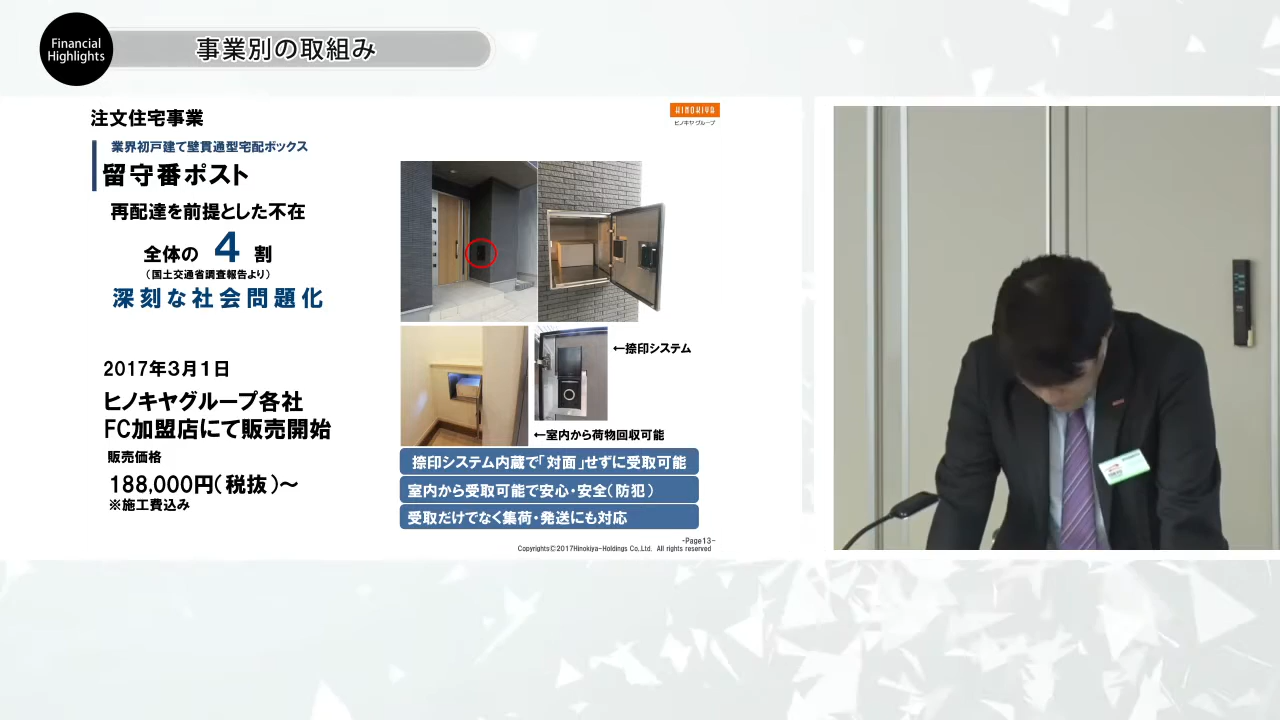 Financial
Highlights
事業別の取組み
注文住宅事業
HINOKIYA
ヒノキヤグループ
業界初戸建て壁貫通型宅配ボックス
留守番ポスト
再配達を前提とした不在
全体の 4 割
(国土交通省調査報告より)
深刻な社会問題化
←捺印システム
2017年3月1日
ヒノキヤグループ各社
FC加盟店にて販売開始
←室内から荷物回収可能
販売価格
188,000円(税抜)～
※施工費込み
捺印システム内蔵で「対面」せずに受取可能
室内から受取可能で安心・安全(防犯)
受取だけでなく集荷・発送にも対応
-Page13-
CopyrightsⒸ2017Hinokiya-Holdings Co.,Ltd. All rights reserved